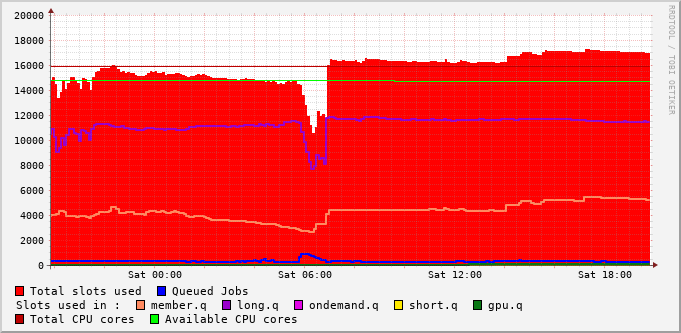 20000
18000
16000
14000
12000
10000
8000
6000
4000
2000
0
Sat 00:00 Sat 06:00 Sat 12:00 Sat 18:00
RRDTOOL / TOBI OETIKER
Total slots used Queued Jobs
Slots used in : member.q long.q ondemand.q short.q gpu.q
Total CPU cores Available CPU cores